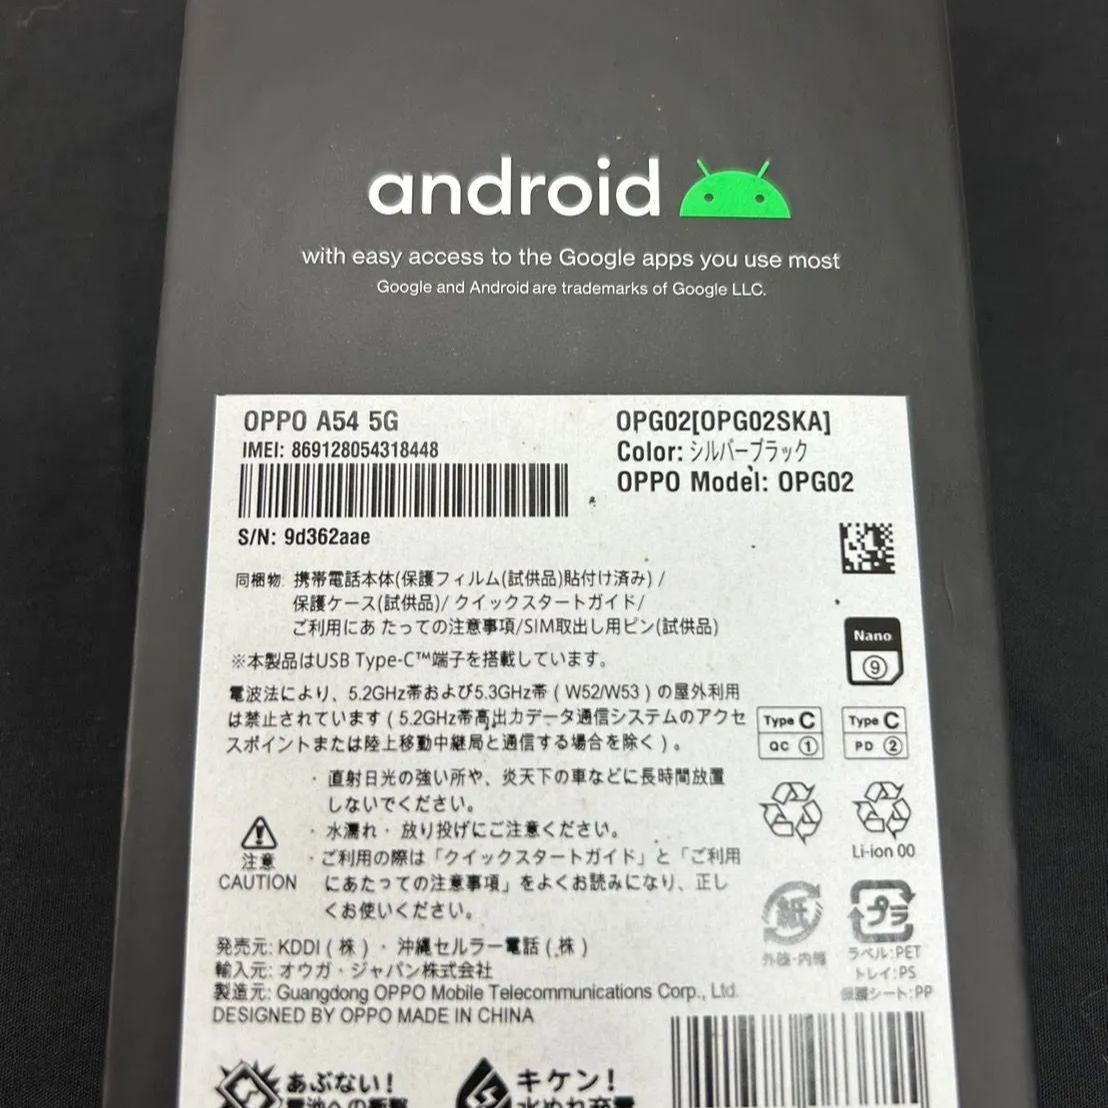 android
with easy access to the Google apps you use most
Google and Android are trademarks of Google LLC.
OPPO A54 5G
IMEI: 869128054318448
S/N: 9d362aae
OPG02[OPG02SKA]
Color: シルバーブラック
OPPO Model: OPG02
同梱物: 携帯電話本体(保護フィルム(試供品)貼付け済み) /
保護ケース(試供品)/ クイックスタートガイド/
ご利用にあ たっての注意事項/SIM取出し用ピン(試供品)
※本製品はUSB Type-C™端子を搭載しています。
電波法により、5.2GHz帯および5.3GHz帯 ( W52/W53 ) の屋外利用
は禁止されています ( 5.2GHz帯高出力データ通信システムのアクセ
スポイントまたは陸上移動中継局と通信する場合を除く ) 。
Nano
9
Type C
QC 1
Type C
PD 2
・直射日光の強い所や、炎天下の車などに長時間放置
しないでください。
・水濡れ・放り投げにご注意ください。
・ご利用の際は「クイックスタートガイド」と「ご利用
にあたっての注意事項」をよくお読みになり、正し
くお使いください。
注意
CAUTION
Li-ion 00
紙
外箱・内箱
プラ
ラベル:PET
トレイ:PS
保護シート:PP
発売元: KDDI ( 株 ) ・ 沖縄セルラー電話 ( 株 )
輸入元: オウガ・ジャパン株式会社
製造元: Guangdong OPPO Mobile Telecommunications Corp., Ltd.
DESIGNED BY OPPO MADE IN CHINA
あぶない!
電池への衝撃
キケン!
水ぬれ充電